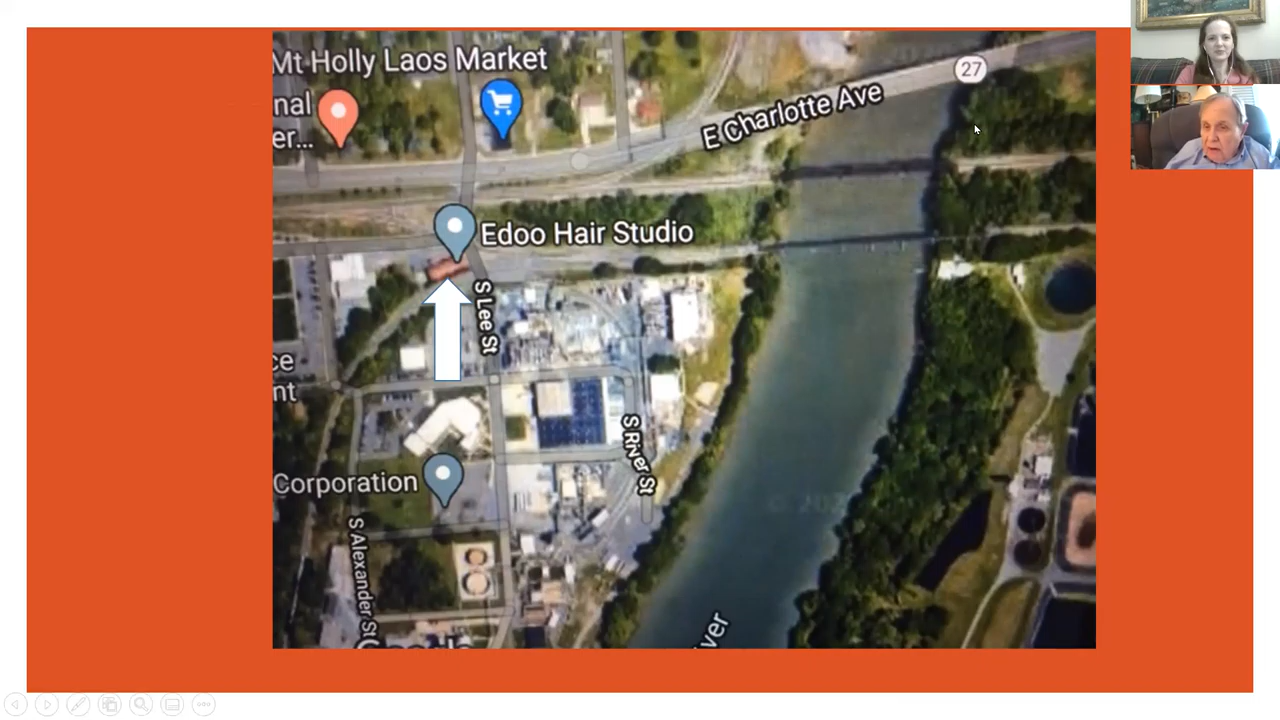 Mt Holly Laos Market
nal
er...
27
E Charlotte Ave
Edoo Hair Studio
S Lee St
ce
nt
S River St
Corporation
S Alexander St
ver